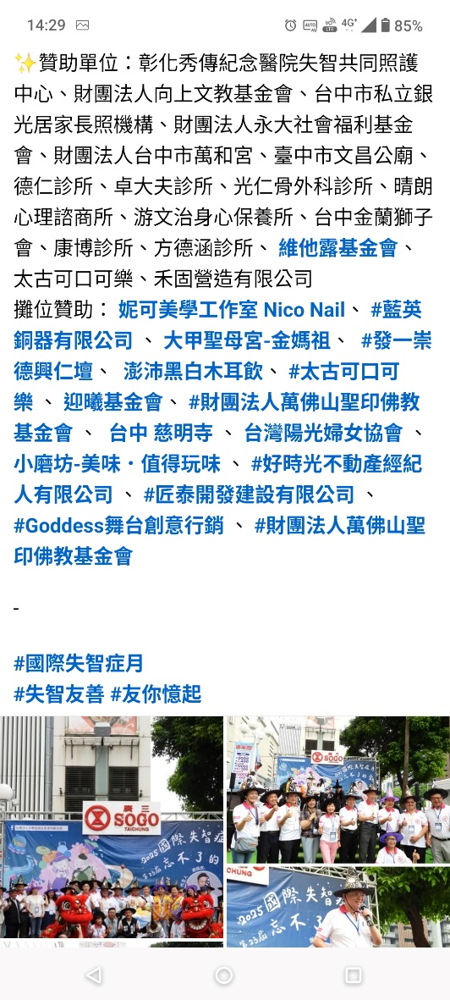 14:29
4G+
85%
✨贊助單位：彰化秀傳紀念醫院失智共同照護
中心、財團法人向上文教基金會、台中市私立銀
光居家長照機構、財團法人永大社會福利基金
會、財團法人台中市萬和宮、臺中市文昌公廟、
德仁診所、卓大夫診所、光仁骨外科診所、晴朗
心理諮商所、游文治身心保養所、台中金蘭獅子
會、康博診所、方德涵診所、 維他露基金會、
太古可口可樂、禾固營造有限公司
攤位贊助： 妮可美學工作室 Nico Nail、 #藍英
銅器有限公司 、 大甲聖母宮-金媽祖、 #發一崇
德興仁壇、 澎沛黑白木耳飲、 #太古可口可
樂 、 迎曦基金會、 #財團法人萬佛山聖印佛教
基金會 、 台中 慈明寺 、 台灣陽光婦女協會 、
小磨坊-美味．值得玩味 、 #好時光不動產經紀
人有限公司 、 #匠泰開發建設有限公司 、
#Goddess舞台創意行銷 、 #財團法人萬佛山聖
印佛教基金會
-
#國際失智症月
#失智友善 #友你憶起
廣三
SOGO
TAICHUNG
2025國際失智症
第23屆 忘不了的
SOGO
CHUNG
2025國際失智症
第23屆 忘不了